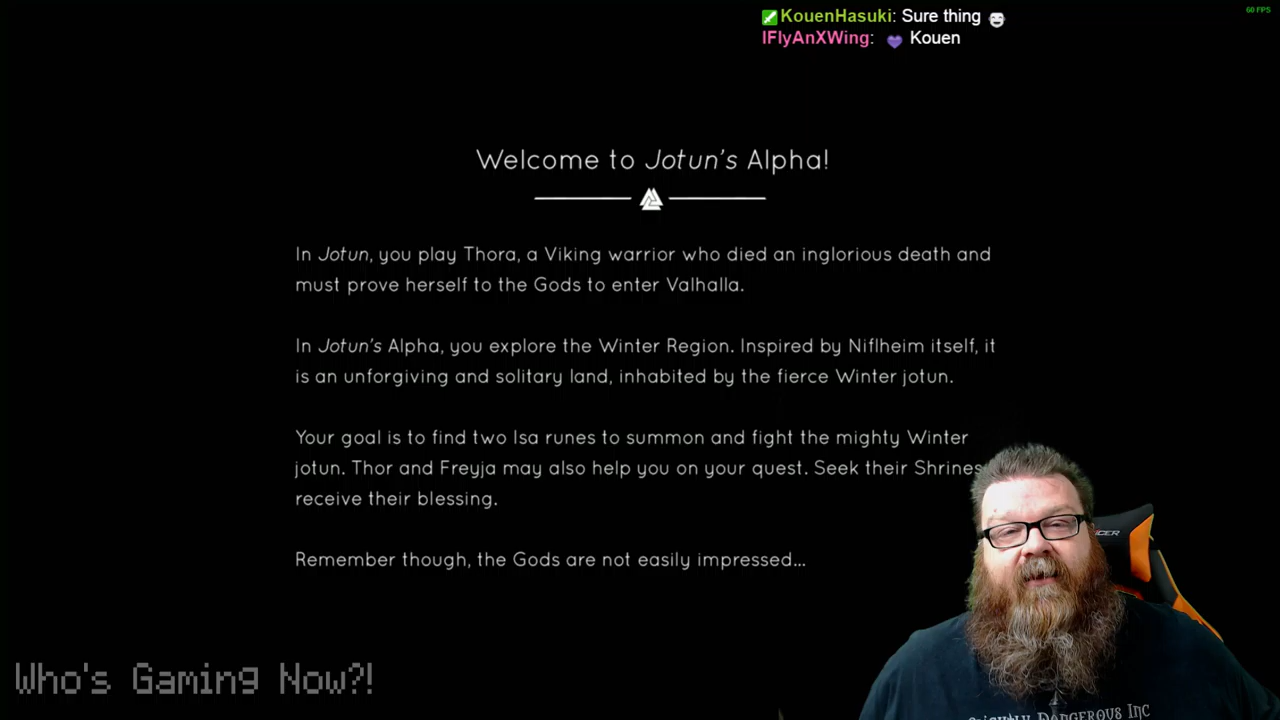 KouenHasuki: Sure thing
IFlyAnXWing: Kouen
60 FPS
Welcome to Jotun's Alpha!
In Jotun, you play Thora, a Viking warrior who died an inglorious death and
must prove herself to the Gods to enter Valhalla.
In Jotun's Alpha, you explore the Winter Region. Inspired by Niflheim itself, it
is an unforgiving and solitary land, inhabited by the fierce Winter jotun.
Your goal is to find two Isa runes to summon and fight the mighty Winter
jotun. Thor and Freyja may also help you on your quest. Seek their Shrines
receive their blessing.
Remember though, the Gods are not easily impressed...
Who's Gaming Now?!
Dangerous Inc